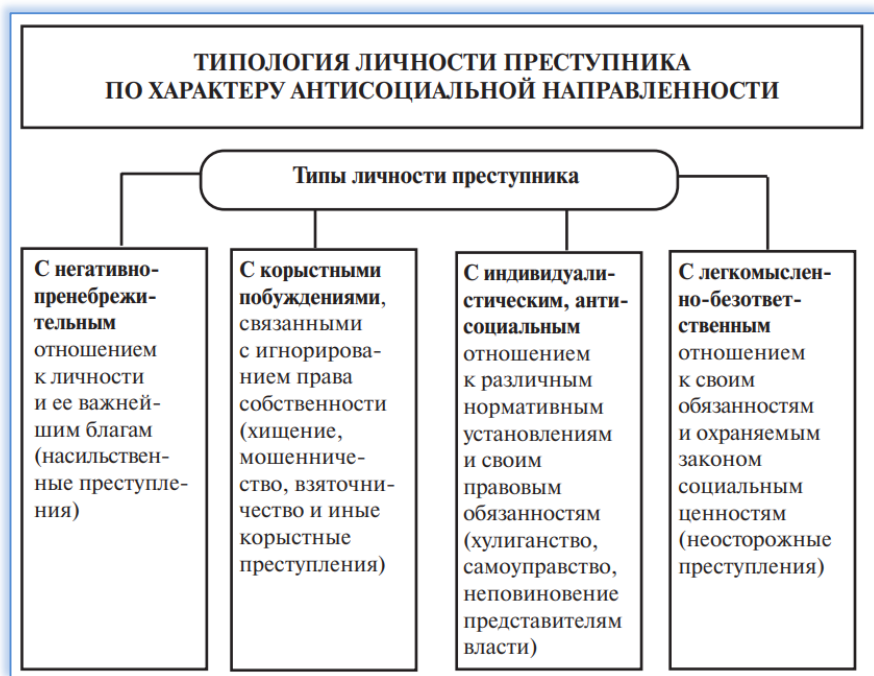 ТИПОЛОГИЯ ЛИЧНОСТИ ПРЕСТУПНИКА
ПО ХАРАКТЕРУ АНТИСОЦИАЛЬНОЙ НАПРАВЛЕННОСТИ
Типы личности преступника
С негативно-
пренебрежи-
тельным
отношением
к личности
и ее важней-
шим благам
(насильствен-
ные преступле-
ния)
С корыстными
побуждениями,
связанными
с игнорирова-
нием права
собственности
(хищение,
мошенниче-
ство, взяточни-
чество и иные
корыстные
преступления)
С индивидуали-
стическим, анти-
социальным
отношением
к различным
нормативным
установлениям
и своим
правовым
обязанностям
(хулиганство,
самоуправство,
неповиновение
представителям
власти)
С легкомыслен-
но-безответ-
ственным
отношением
к своим
обязанностям
и охраняемым
законом
социальным
ценностям
(неосторожные
преступления)